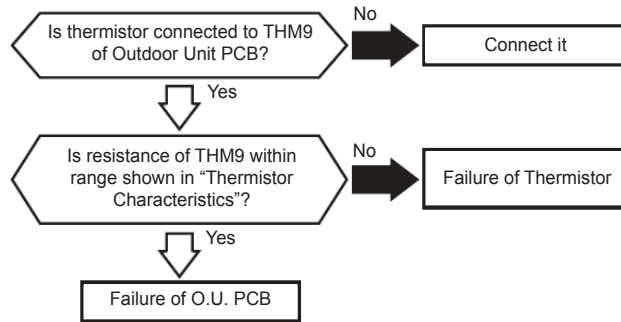 Is thermistor connected to THM9
of Outdoor Unit PCB?
No
Connect it
Yes
Is resistance of THM9 within
range shown in “Thermistor
Characteristics”?
No
Failure of Thermistor
Yes
Failure of O.U. PCB